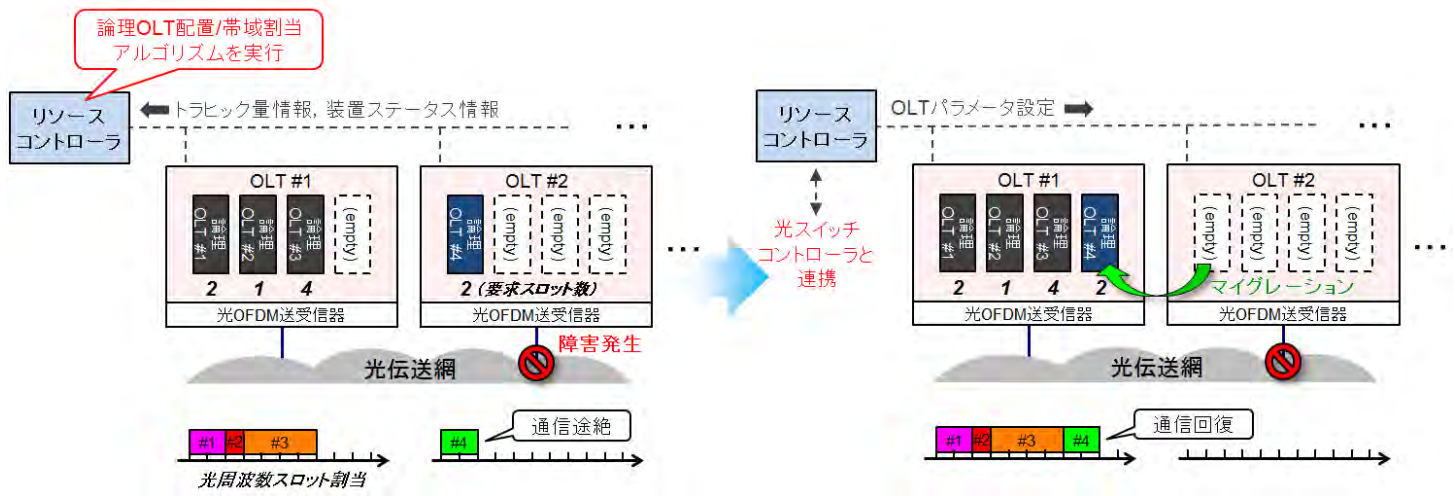 論理OLT配置/帯域割当
アルゴリズムを実行
リソース
コントローラ
トラヒック量情報, 装置ステータス情報
...
OLT #1
論理
OLT #1
論理
OLT #2
論理
OLT #3
(empty)
2 1 4
光OFDM送受信器
OLT #2
論理
OLT #4
(empty)
(empty)
(empty)
2 (要求スロット数)
光OFDM送受信器
障害発生
光伝送網
#1 #2 #3
光周波数スロット割当
#4
通信途絶
...
リソース
コントローラ
OLTパラメータ設定
...
光スイッチ
コントローラと
連携
OLT #1
論理
OLT #1
論理
OLT #2
論理
OLT #3
論理
OLT #4
2 1 4 2
光OFDM送受信器
OLT #2
(empty)
(empty)
(empty)
(empty)
マイグレーション
光OFDM送受信器
...
光伝送網
#1 #2 #3 #4
通信回復